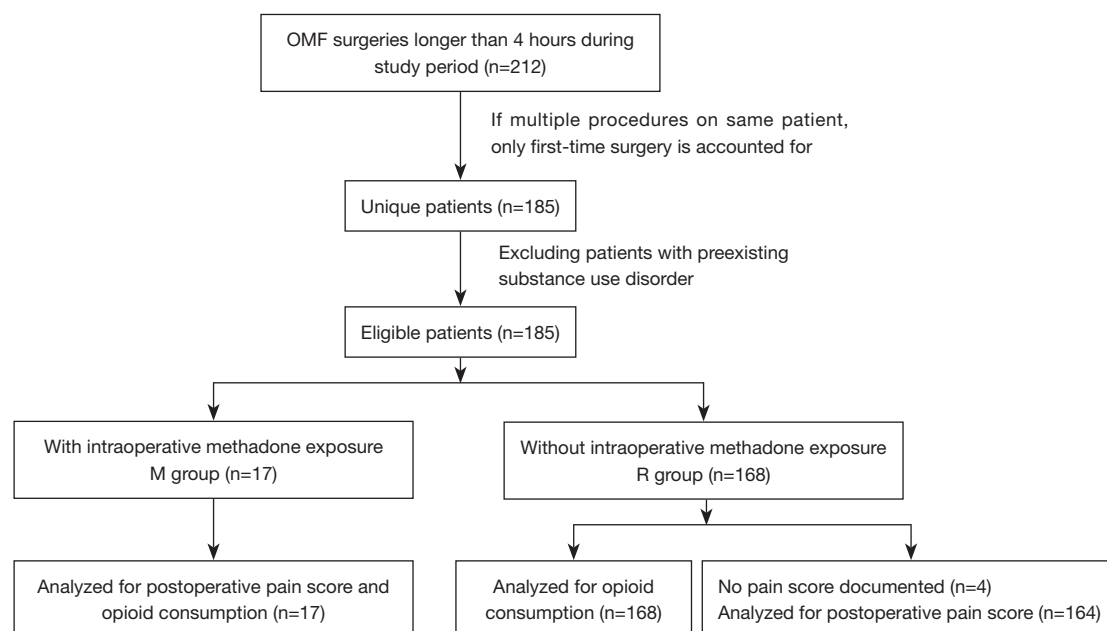 OMF surgeries longer than 4 hours during
study period (n=212)
If multiple procedures on same patient,
only first-time surgery is accounted for
Unique patients (n=185)
Excluding patients with preexisting
substance use disorder
Eligible patients (n=185)
With intraoperative methadone exposure
M group (n=17)
Without intraoperative methadone exposure
R group (n=168)
Analyzed for postoperative pain score and
opioid consumption (n=17)
Analyzed for opioid
consumption (n=168)
No pain score documented (n=4)
Analyzed for postoperative pain score (n=164)